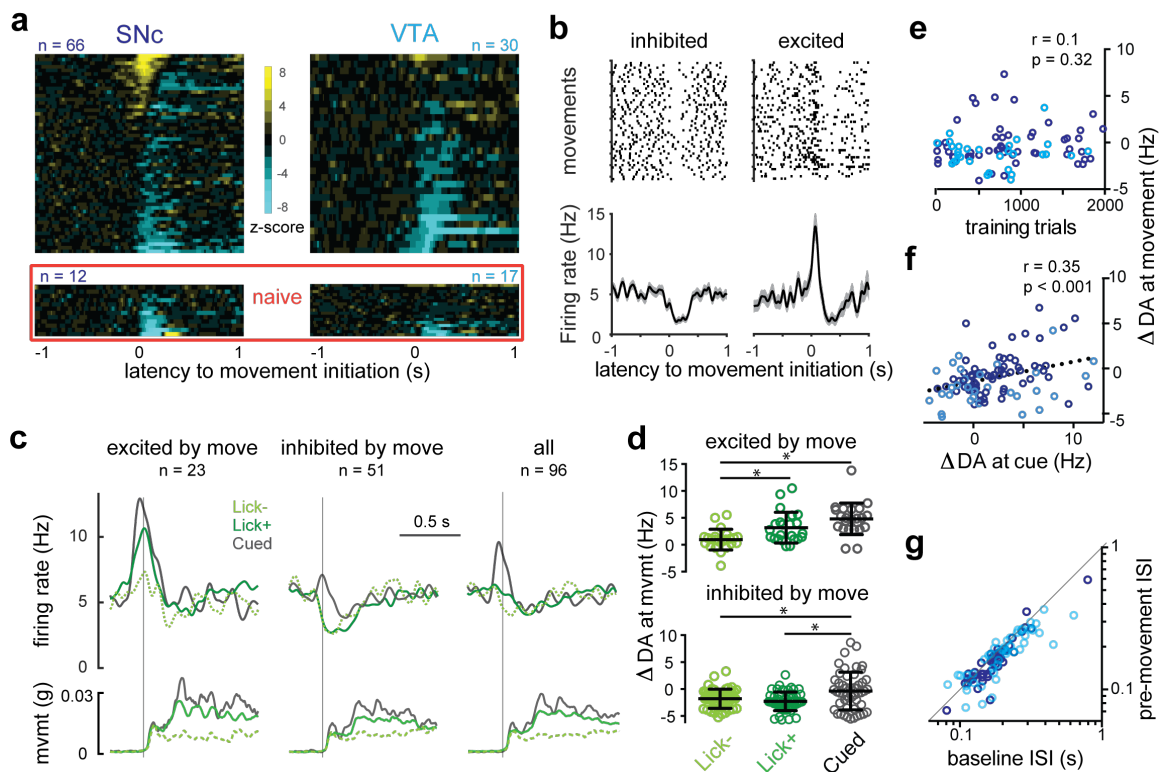 a
SNc
VTA
n = 66
n = 30
8
4
0
-4
-8
z-score
n = 12
n = 17
naive
-1 0 1 -1 0 1
latency to movement initiation (s)
b
inhibited excited
movements
Firing rate (Hz)
15
10
5
0
-1 0 1 -1 0 1
latency to movement initiation (s)
e
r = 0.1
p = 0.32
10
5
0
-5
0 1000 2000
training trials
Δ DA at movement (Hz)
f
r = 0.35
p < 0.001
10
5
0
-5
0 10
Δ DA at cue (Hz)
c
excited by move inhibited by move all
n = 23 n = 51 n = 96
Lick-
Lick+
Cued
0.5 s
firing rate (Hz)
10
5
0
mvmt (g)
0.03
0
d
excited by move
15
10
5
0
-5
* *
inhibited by move
10
5
0
-5
* *
Δ DA at mvmt (Hz)
Lick- Lick+ Cued
g
1
0.1
pre-movement ISI
0.1 1
baseline ISI (s)